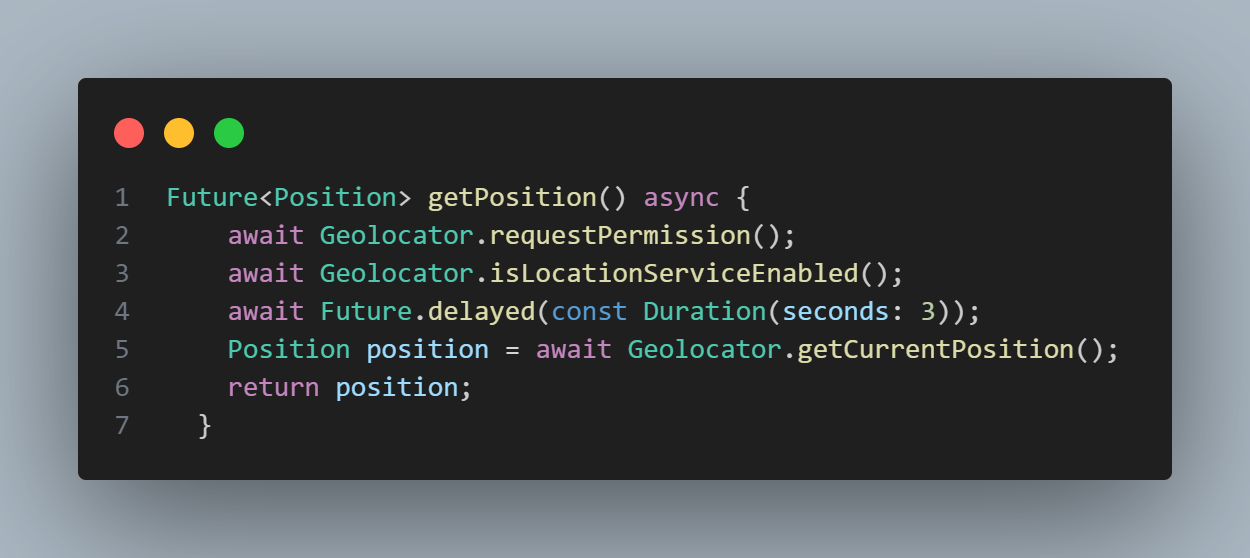 1 Future<Position> getPosition() async {
2 await Geolocator.requestPermission();
3 await Geolocator.isLocationServiceEnabled();
4 await Future.delayed(const Duration(seconds: 3));
5 Position position = await Geolocator.getCurrentPosition();
6 return position;
7 }